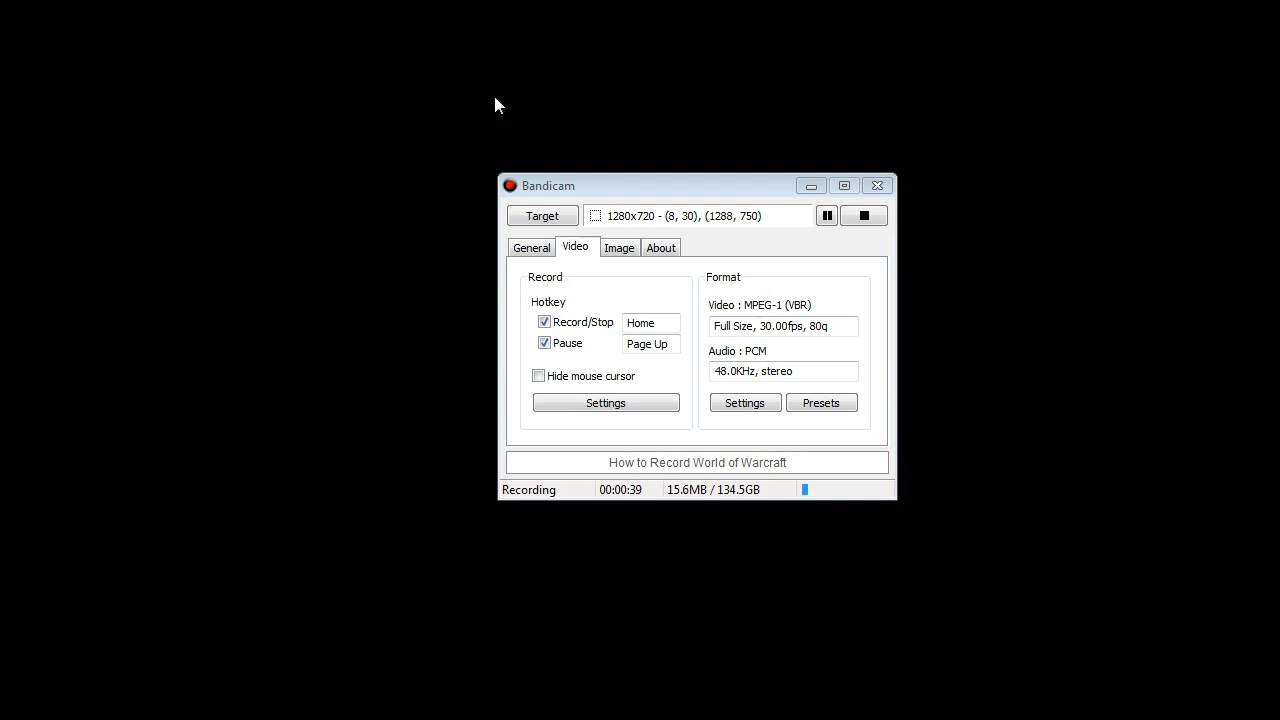 Bandicam
Target 1280x720 - (8, 30), (1288, 750)
General Video Image About
Record
Hotkey
Record/Stop Home
Pause Page Up
Hide mouse cursor
Settings
Format
Video : MPEG-1 (VBR)
Full Size, 30.00fps, 80q
Audio : PCM
48.0KHz, stereo
Settings Presets
How to Record World of Warcraft
Recording 00:00:39 15.6MB / 134.5GB